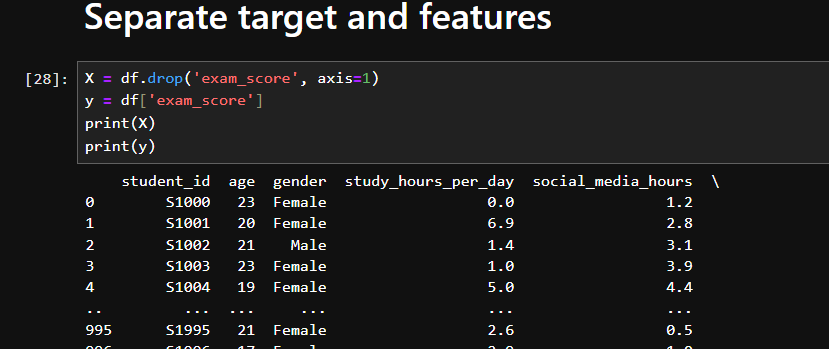 Separate target and features
[28]: X = df.drop('exam_score', axis=1)
y = df['exam_score']
print(X)
print(y)
student_id age gender study_hours_per_day social_media_hours \
0 S1000 23 Female 0.0 1.2
1 S1001 20 Female 6.9 2.8
2 S1002 21 Male 1.4 3.1
3 S1003 23 Female 1.0 3.9
4 S1004 19 Female 5.0 4.4
.. ... ... ... ... ...
995 S1995 21 Female 2.6 0.5